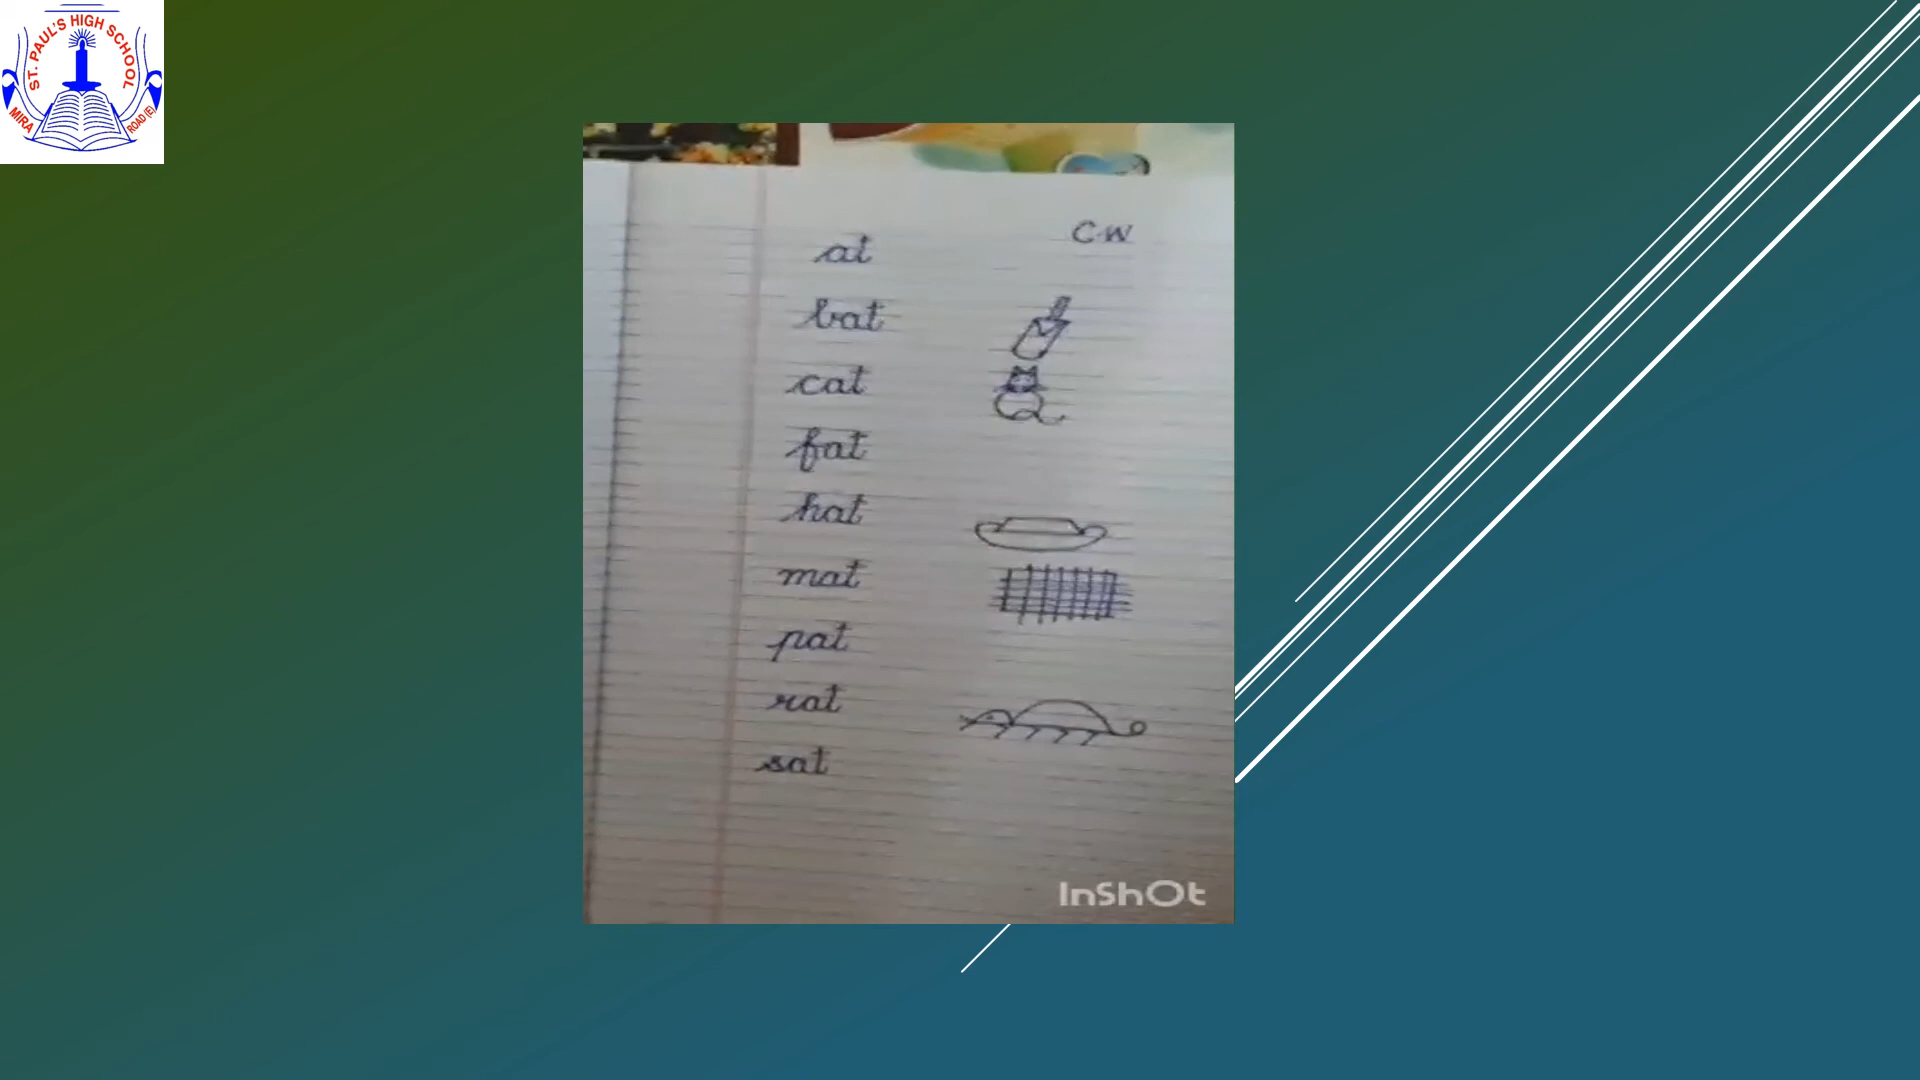 ST. PAUL'S HIGH SCHOOL
MIRA ROAD (E)
C.W
at
bat
cat
fat
hat
mat
pat
rat
sat
InShOt